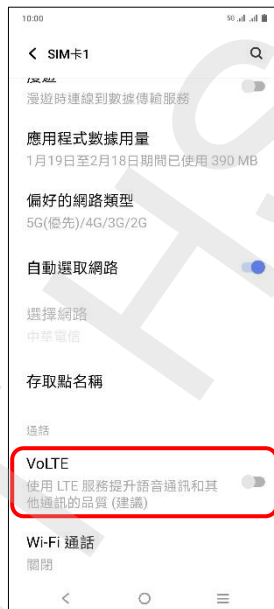 10:00
5G
SIM卡1
漫遊
漫遊時連線到數據傳輸服務
應用程式數據用量
1月19日至2月18日期間已使用 390 MB
偏好的網路類型
5G(優先)/4G/3G/2G
自動選取網路
選擇網路
中華電信
存取點名稱
通話
VoLTE
使用 LTE 服務提升語音通訊和其
他通訊的品質 (建議)
Wi-Fi 通話
關閉